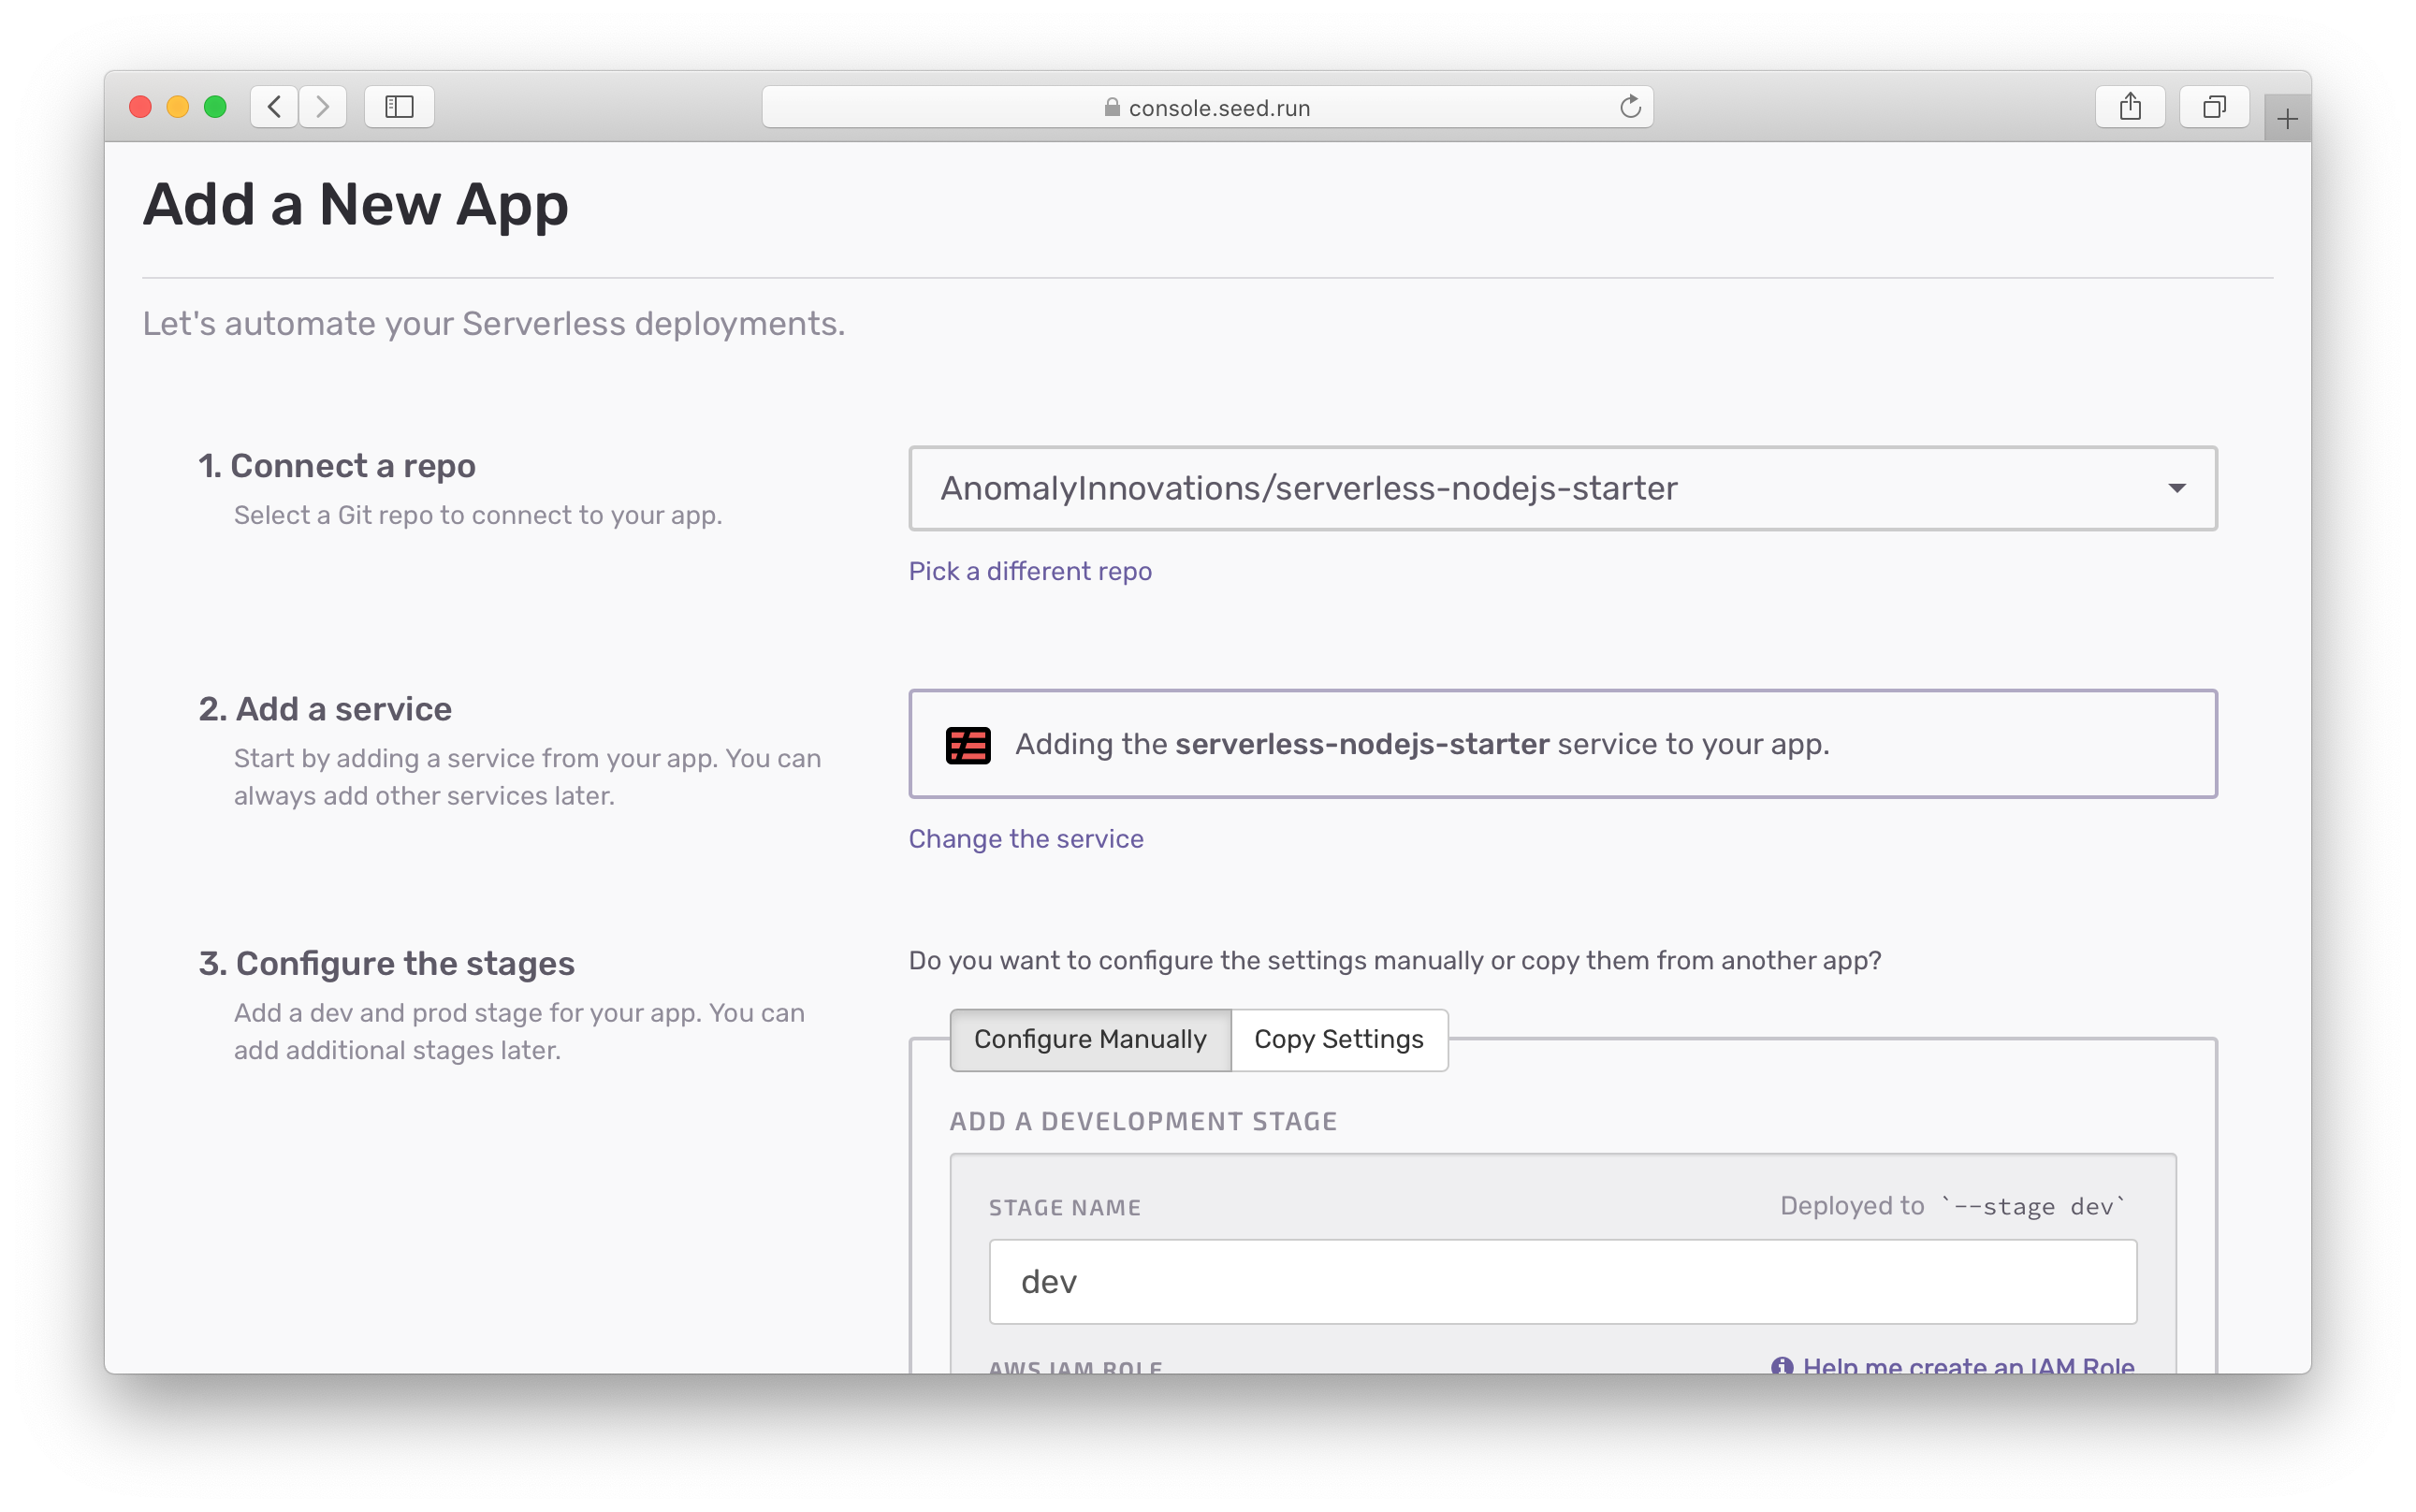 console.seed.run
Add a New App
Let's automate your Serverless deployments.
1. Connect a repo
Select a Git repo to connect to your app.
AnomalyInnovations/serverless-nodejs-starter
Pick a different repo
2. Add a service
Start by adding a service from your app. You can
always add other services later.
Adding the serverless-nodejs-starter service to your app.
Change the service
3. Configure the stages
Add a dev and prod stage for your app. You can
add additional stages later.
Do you want to configure the settings manually or copy them from another app?
Configure Manually
Copy Settings
ADD A DEVELOPMENT STAGE
STAGE NAME
Deployed to `--stage dev`
dev
AWS IAM ROLE
Help me create an IAM Role